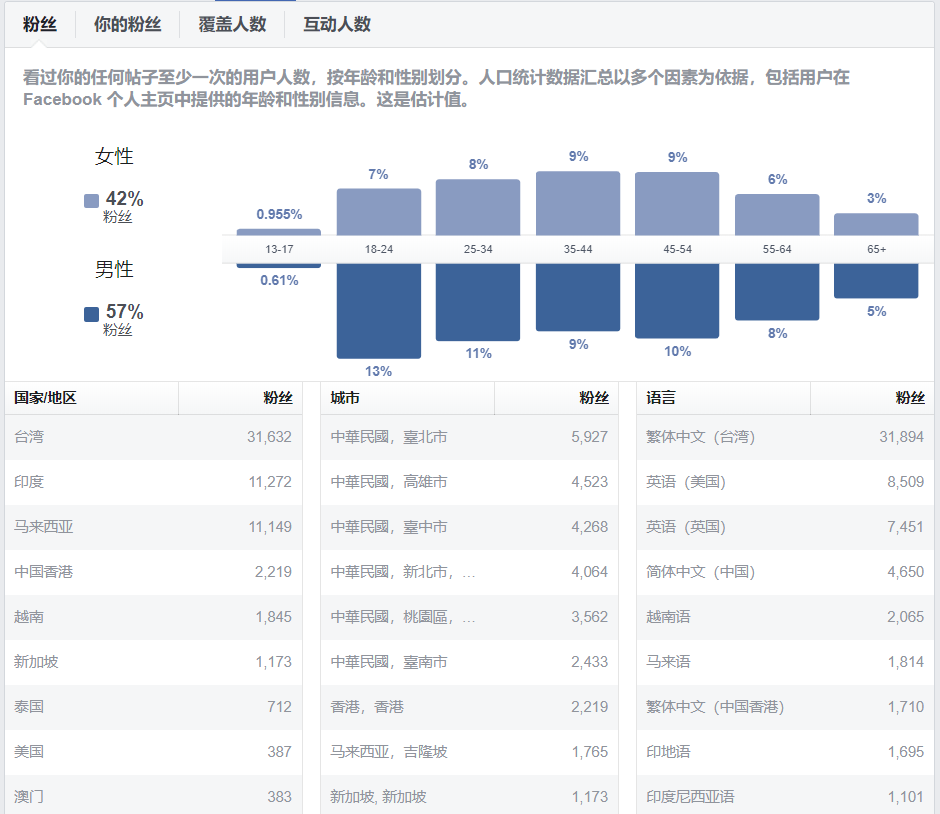 粉丝 你的粉丝 覆盖人数 互动人数
看过你的任何帖子至少一次的用户人数，按年龄和性别划分。人口统计数据汇总以多个因素为依据，包括用户在
Facebook 个人主页中提供的年龄和性别信息。这是估计值。
女性
42%
粉丝
男性
57%
粉丝
0.955% 7% 8% 9% 9% 6% 3%
13-17 18-24 25-34 35-44 45-54 55-64 65+
0.61% 13% 11% 9% 10% 8% 5%
国家/地区 粉丝 城市 粉丝 语言 粉丝
台湾 31,632 中華民國，臺北市 5,927 繁体中文（台湾） 31,894
印度 11,272 中華民國，高雄市 4,523 英语（美国） 8,509
马来西亚 11,149 中華民國，臺中市 4,268 英语（英国） 7,451
中国香港 2,219 中華民國，新北市，... 4,064 简体中文（中国） 4,650
越南 1,845 中華民國，桃園區，... 3,562 越南语 2,065
新加坡 1,173 中華民國，臺南市 2,433 马来语 1,814
泰国 712 香港，香港 2,219 繁体中文（中国香港） 1,710
美国 387 马来西亚，吉隆坡 1,765 印地语 1,695
澳门 383 新加坡, 新加坡 1,173 印度尼西亚语 1,101